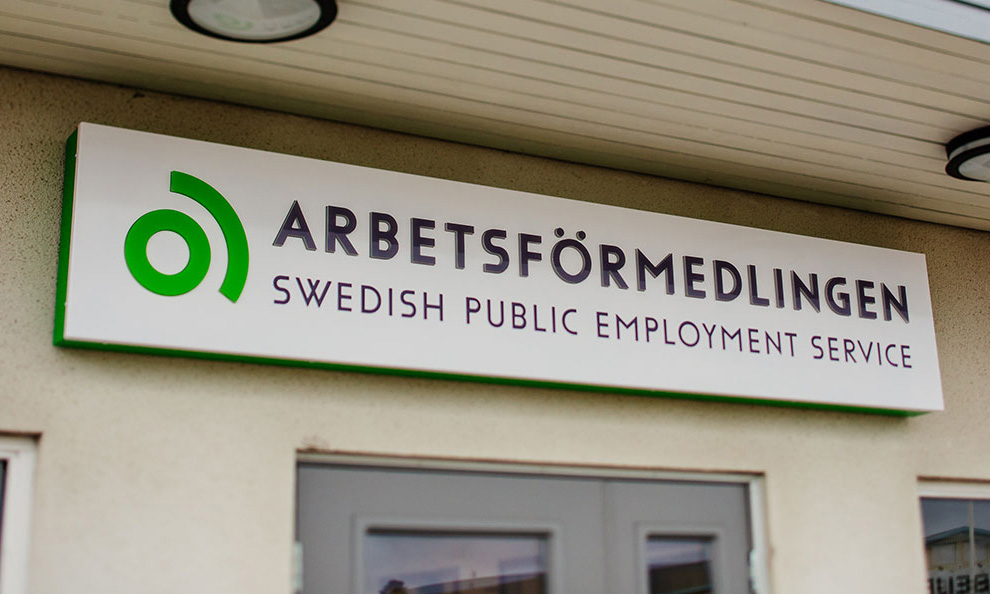 ARBETSFÖRMEDLINGEN
SWEDISH PUBLIC EMPLOYMENT SERVICE